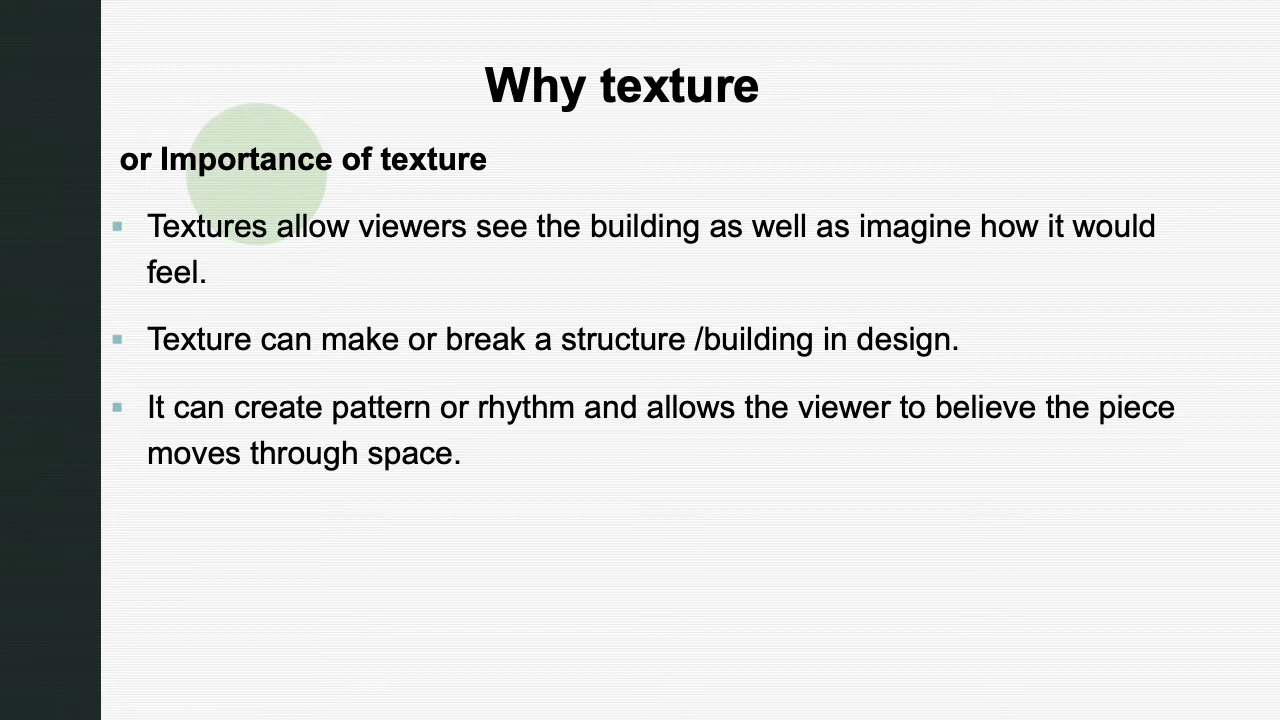 Why texture
or Importance of texture
▪ Textures allow viewers see the building as well as imagine how it would
feel.
▪ Texture can make or break a structure /building in design.
▪ It can create pattern or rhythm and allows the viewer to believe the piece
moves through space.